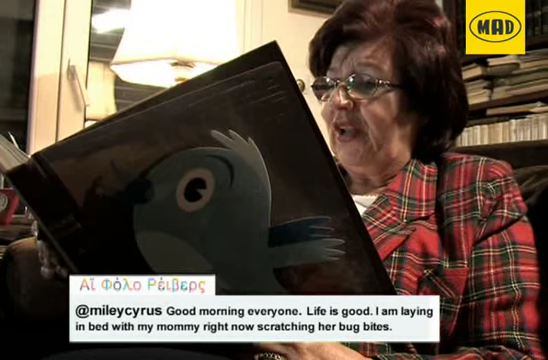 MAD
Αϊ Φόλο Ρέιβερς
@mileycyrus Good morning everyone. Life is good. I am laying
in bed with my mommy right now scratching her bug bites.